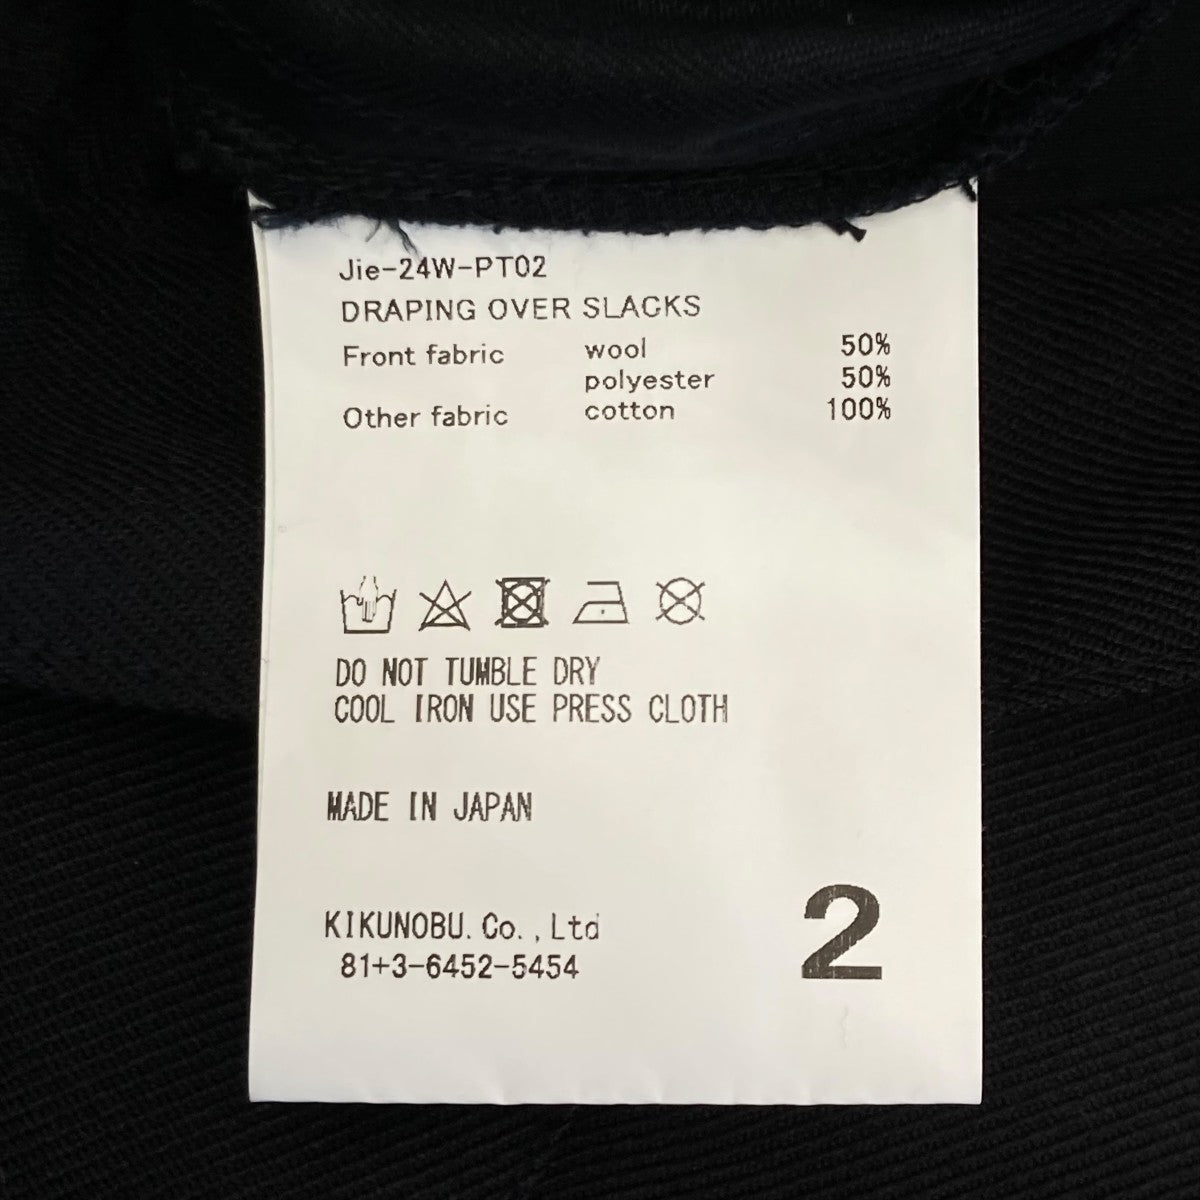 Jie-24W-PT02
DRAPING OVER SLACKS
Front fabric wool 50%
polyester 50%
Other fabric cotton 100%
DO NOT TUMBLE DRY
COOL IRON USE PRESS CLOTH
MADE IN JAPAN
KIKUNOBU. Co. , Ltd
81+3-6452-5454
2